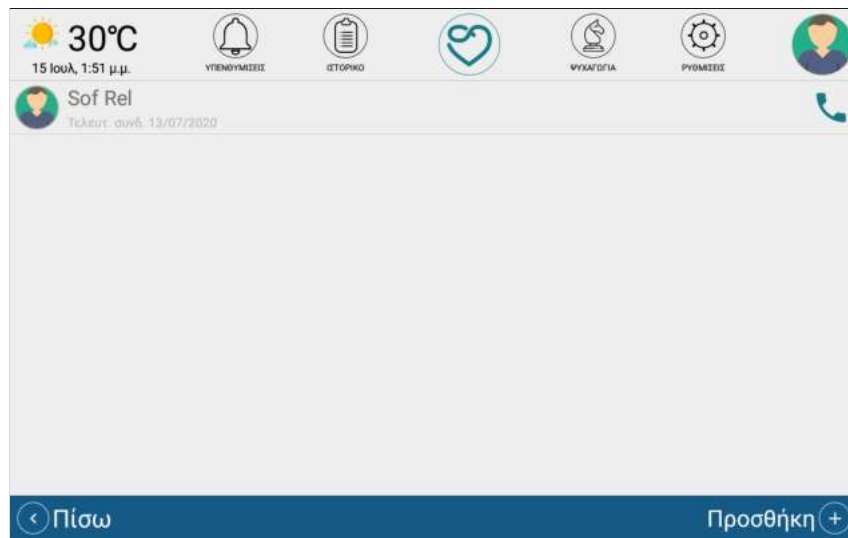 30°C
15 Ιουλ, 1:51 μ.μ.
ΥΠΕΝΘΥΜΙΣΕΙΣ
ΙΣΤΟΡΙΚΟ
ΨΥΧΑΓΩΓΙΑ
ΡΥΘΜΙΣΕΙΣ
Sof Rel
Τελευτ. συνδ. 13/07/2020
Πίσω
Προσθήκη